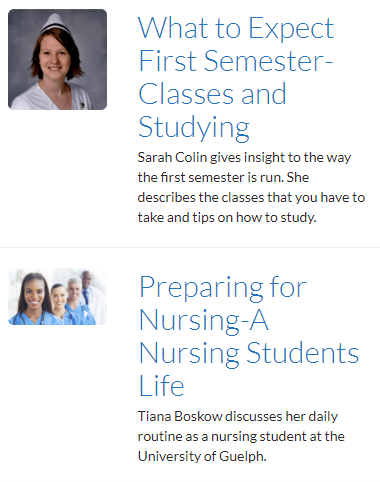 What to Expect
First Semester-
Classes and
Studying
Sarah Colin gives insight to the way
the first semester is run. She
describes the classes that you have to
take and tips on how to study.
Preparing for
Nursing-A
Nursing Students
Life
Tiana Boskow discusses her daily
routine as a nursing student at the
University of Guelph.